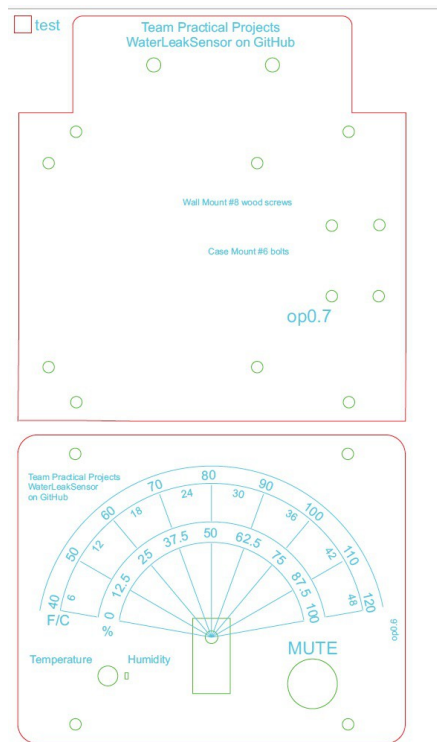 test
Team Practical Projects
WaterLeakSensor on GitHub
Wall Mount #8 wood screws
Case Mount #6 bolts
op0.7
Team Practical Projects
WaterLeakSensor
on GitHub
40 50 60 70 80 90 100 110 120
6 12 18 24 30 36 42 48
F/C
% 0 12.5 25 37.5 50 62.5 75 87.5 100
Temperature
Humidity
MUTE